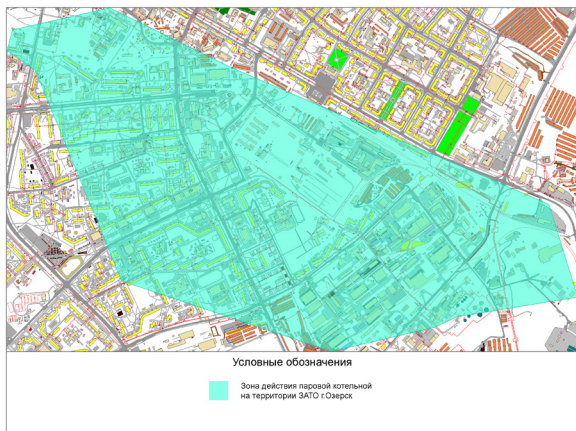 Условные обозначения
Зона действия паровой котельной
на территории ЗАТО г.Озерск